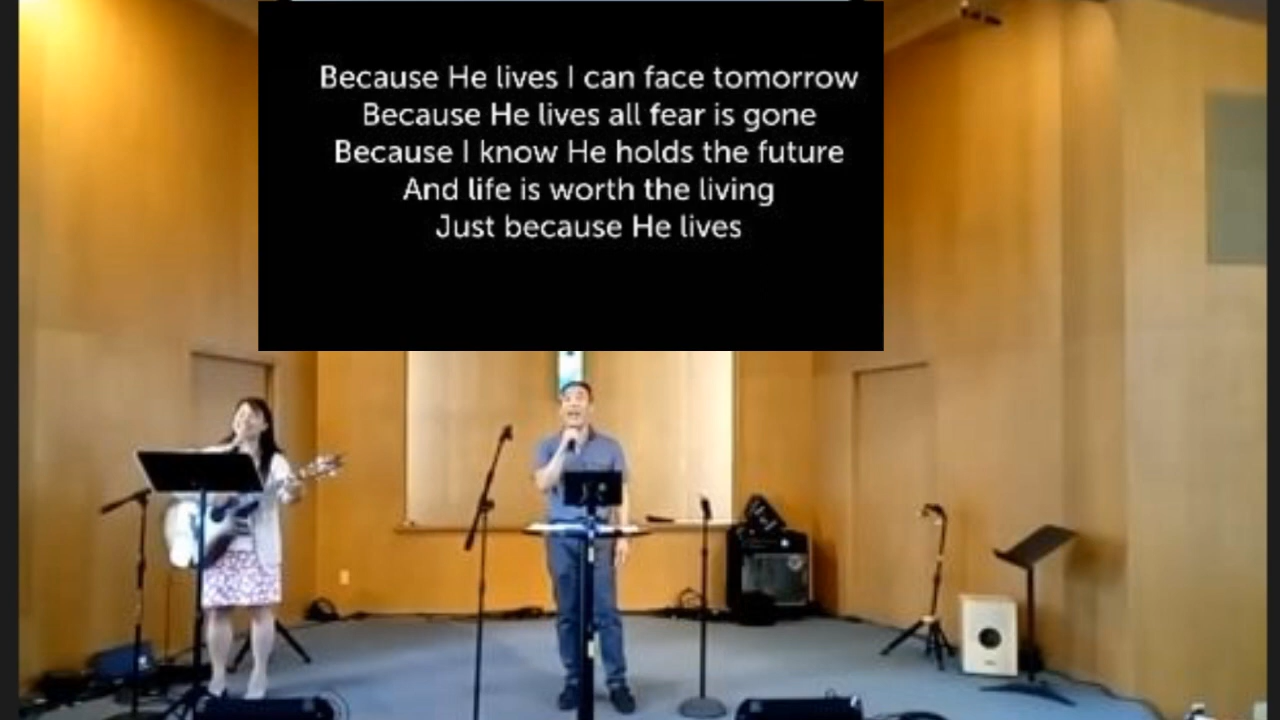 Because He lives I can face tomorrow
Because He lives all fear is gone
Because I know He holds the future
And life is worth the living
Just because He lives